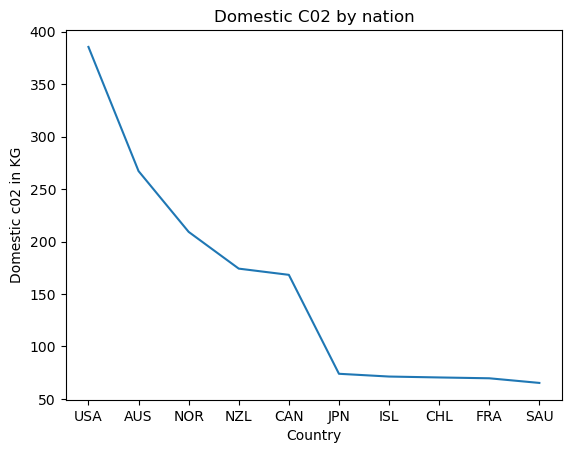 Domestic C02 by nation
Domestic c02 in KG
400
350
300
250
200
150
100
50
USA AUS NOR NZL CAN JPN ISL CHL FRA SAU
Country